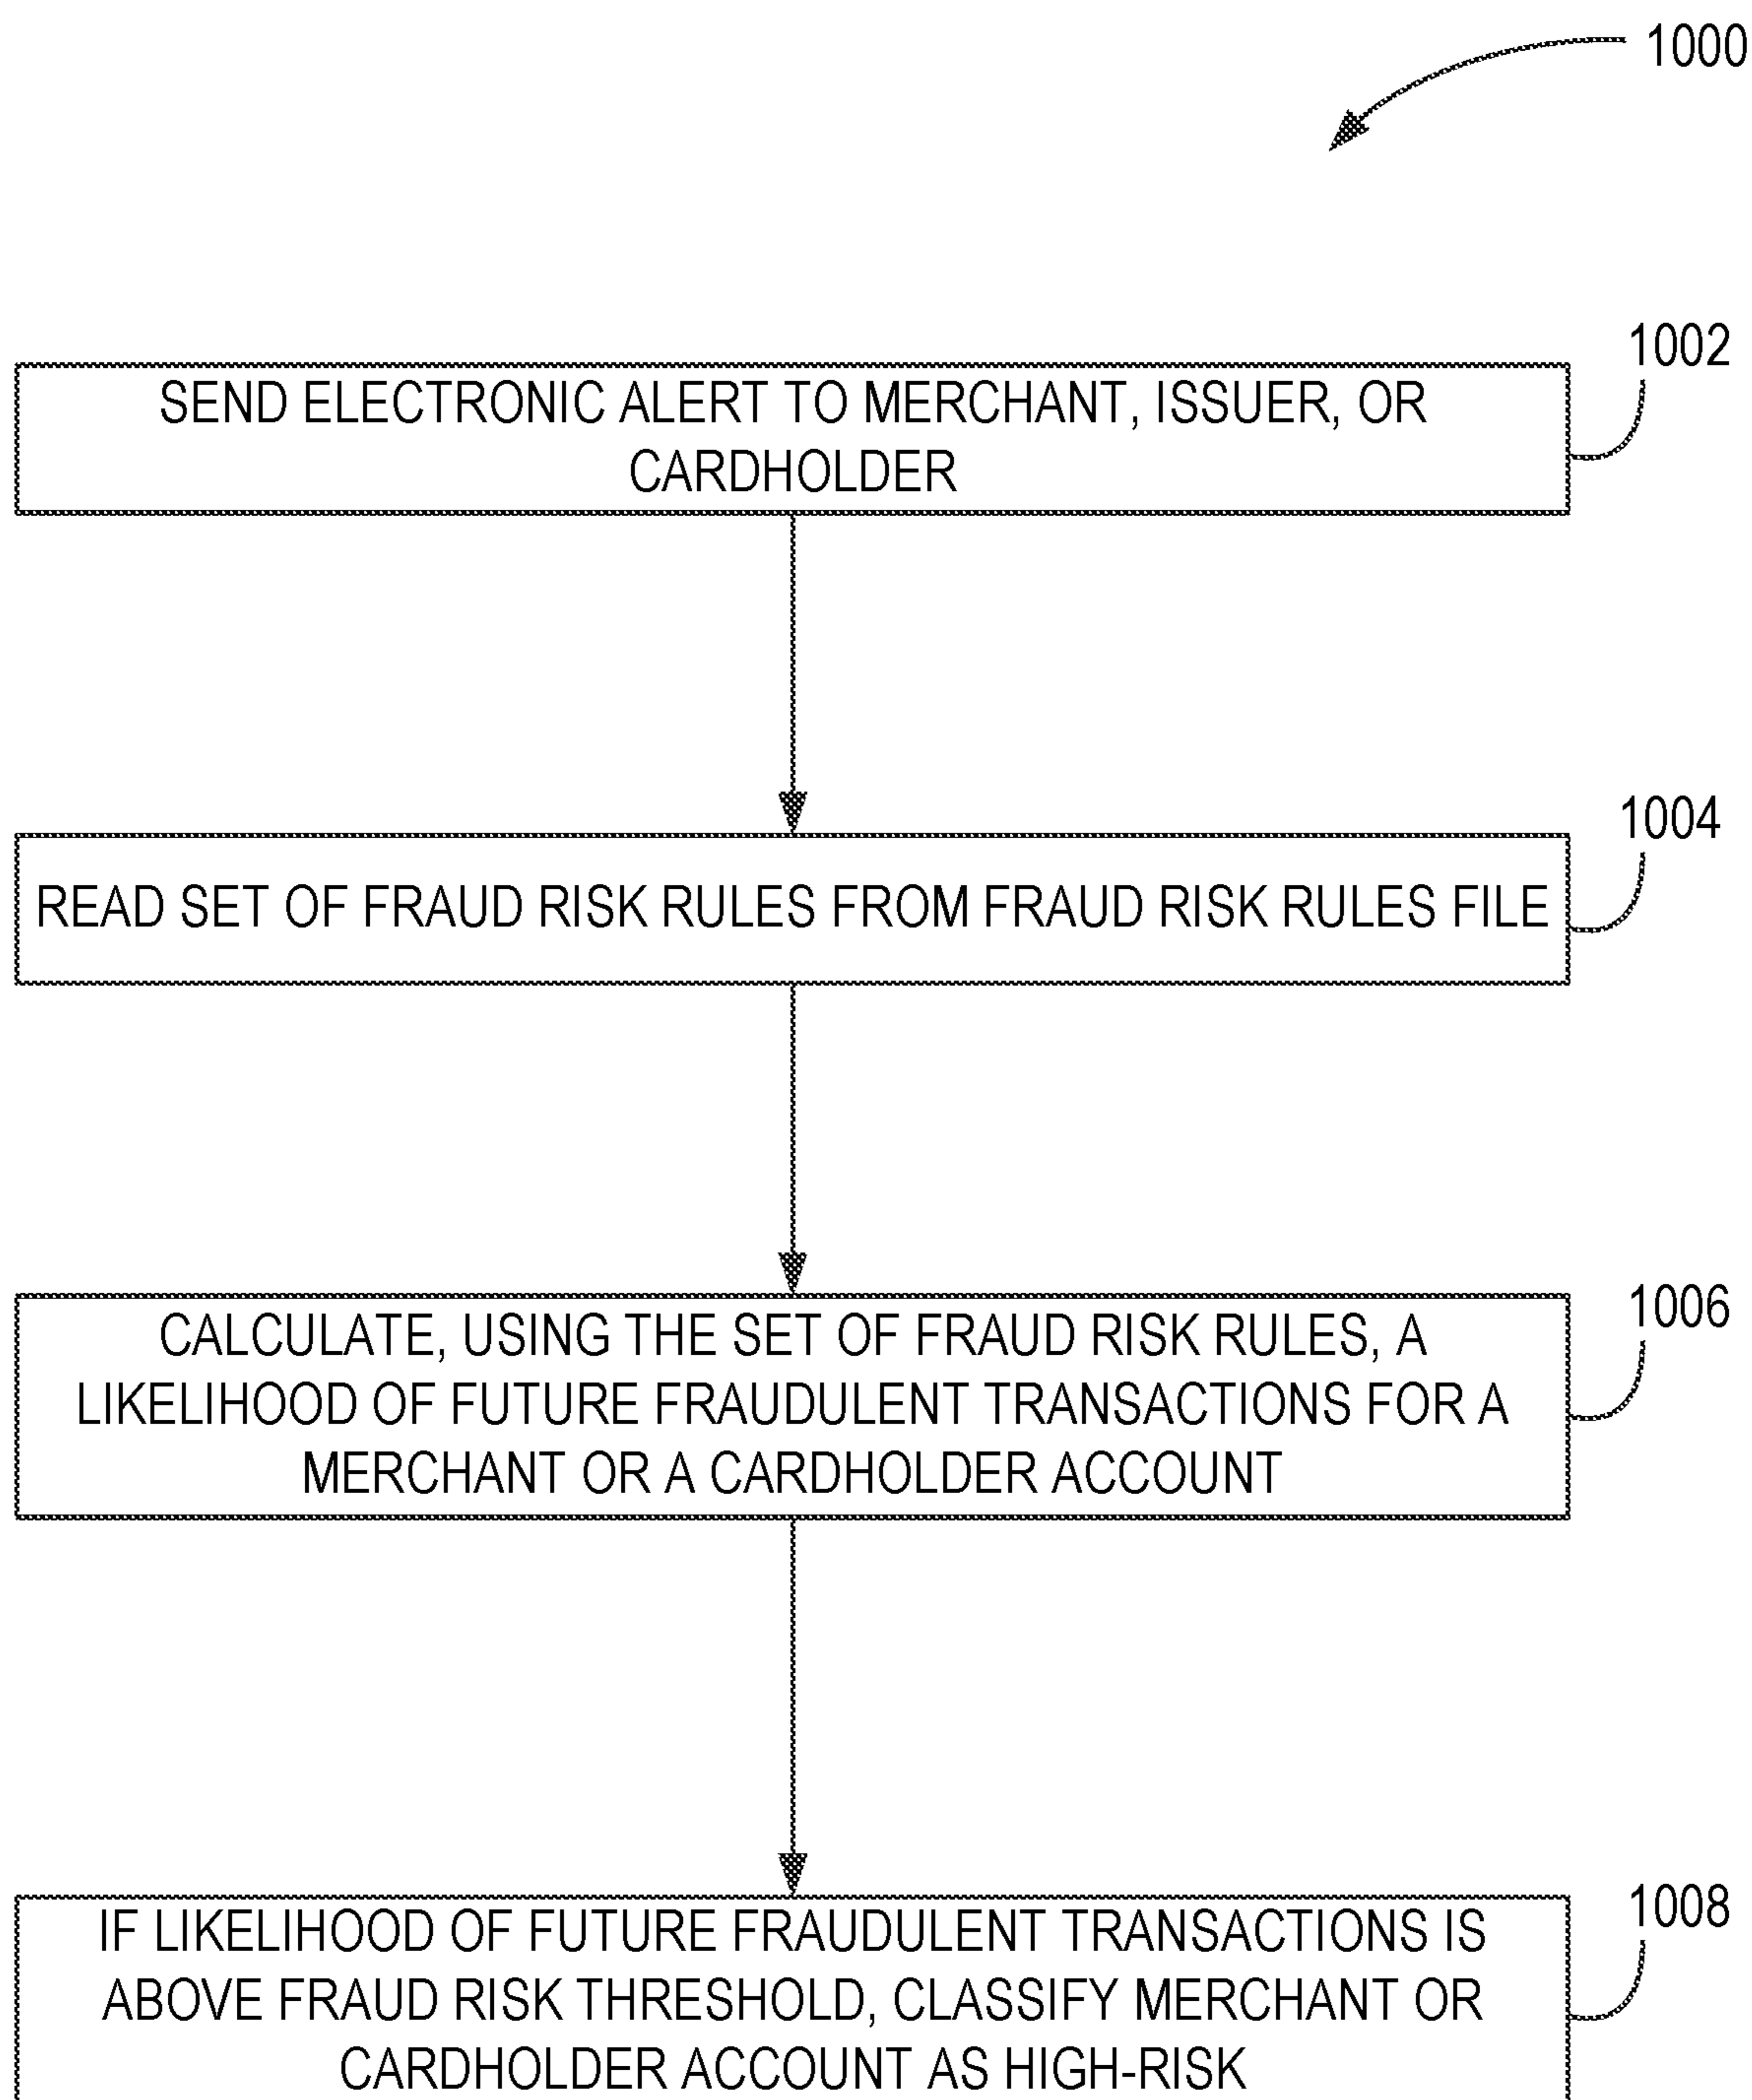 1000
1002
SEND ELECTRONIC ALERT TO MERCHANT, ISSUER, OR
CARDHOLDER
1004
READ SET OF FRAUD RISK RULES FROM FRAUD RISK RULES FILE
1006
CALCULATE, USING THE SET OF FRAUD RISK RULES, A
LIKELIHOOD OF FUTURE FRAUDULENT TRANSACTIONS FOR A
MERCHANT OR A CARDHOLDER ACCOUNT
1008
IF LIKELIHOOD OF FUTURE FRAUDULENT TRANSACTIONS IS
ABOVE FRAUD RISK THRESHOLD, CLASSIFY MERCHANT OR
CARDHOLDER ACCOUNT AS HIGH-RISK